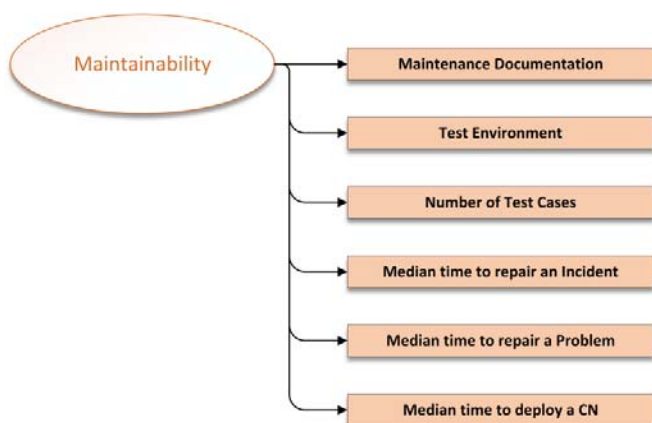 Maintainability
Maintenance Documentation
Test Environment
Number of Test Cases
Median time to repair an Incident
Median time to repair a Problem
Median time to deploy a CN